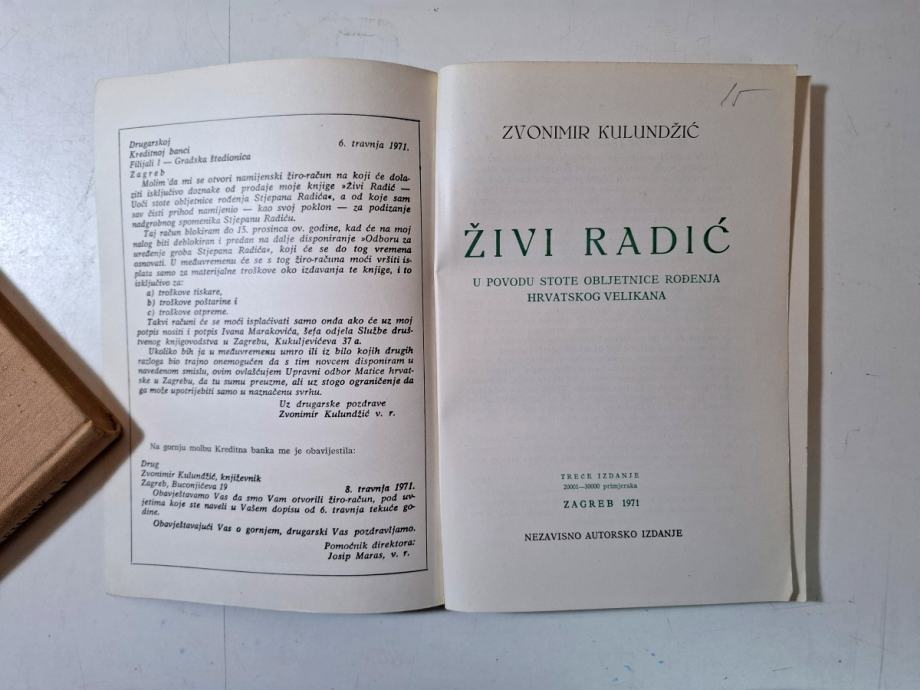 Drugarskoj 6. travnja 1971.
Kreditnoj banci
Filijali I — Gradska štedionica
Zagreb
Molim da mi se otvori namijenski žiro-račun na koji će dola-
ziti isključivo doznake od prodaje moje knjige »Živi Radić —
Uoči stote obljetnice rođenja Stjepana Radića«, a od koje sam
sav čisti prihod namijenio — kao svoj poklon — za podizanje
nadgrobnog spomenika Stjepanu Radiću.
Taj račun blokiram do 15. prosinca ov. godine, kad će na moj
nalog biti deblokiran i predan na dalje disponiranje »Odboru za
uređenje groba Stjepana Radića«, koji će se do tog vremena
osnovati. U međuvremenu će se s tog žiro-računa moći vršiti is-
plata samo za materijalne troškove oko izdavanja te knjige, i to
isključivo za:
a) troškove tiskare,
b) troškove poštarine i
c) troškove otpreme.
Takvi računi će se moći isplaćivati samo onda ako će uz moj
potpis nositi i potpis Ivana Marakovića, šefa odjela Službe druš-
tvenog knjigovodstva u Zagrebu, Kukuljevićeva 37 a.
Ukoliko bih ja u međuvremenu umro ili iz bilo kojih drugih
razloga bio trajno onemogućen da s tim novcem disponiram u
navedenom smislu, ovim ovlašćujem Upravni odbor Matice hrvat-
ske u Zagrebu, da tu sumu preuzme, ali uz stogo ograničenje da
ga može upotrijebiti samo u naznačenu svrhu.
Uz drugarske pozdrave
Zvonimir Kulundžić v. r.
Na gornju molbu Kreditna banka me je obavijestila:
Drug
Zvonimir Kulundžić, književnik
Zagreb, Buconjićeva 19 8. travnja 1971.
Obavještavamo Vas da smo Vam otvorili žiro-račun, pod uv-
jetima koje ste naveli u Vašem dopisu od 6. travnja tekuće go-
dine.
Obavještavajući Vas o gornjem, drugarski Vas pozdravljamo.
Pomoćnik direktora:
Josip Maras, v. r.
15
ZVONIMIR KULUNDŽIĆ
ŽIVI RADIĆ
U POVODU STOTE OBLJETNICE ROĐENJA
HRVATSKOG VELIKANA
TREĆE IZDANJE
20001—30000 primjeraka
ZAGREB 1971
NEZAVISNO AUTORSKO IZDANJE